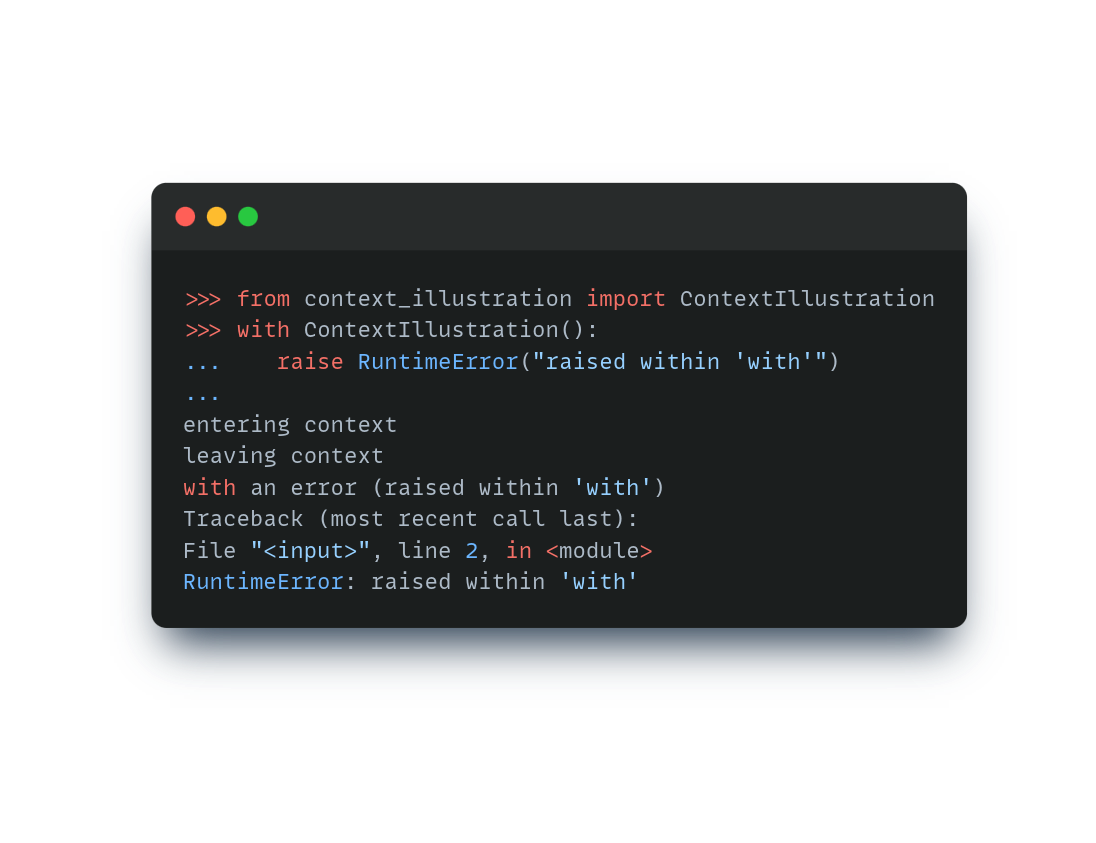 >>> from context_illustration import ContextIllustration
>>> with ContextIllustration():
...    raise RuntimeError("raised within 'with'")
...
entering context
leaving context
with an error (raised within 'with')
Traceback (most recent call last):
File "<input>", line 2, in <module>
RuntimeError: raised within 'with'